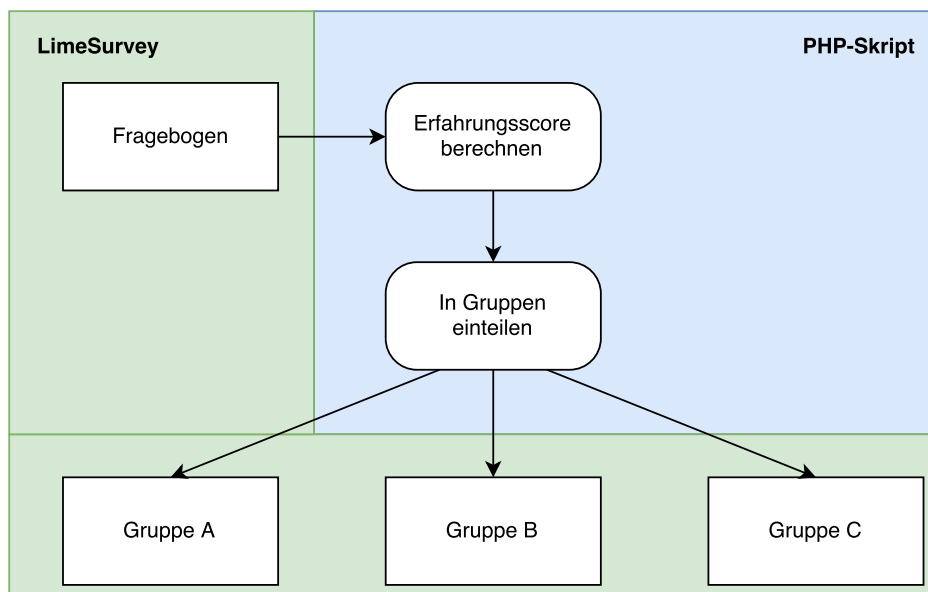 LimeSurvey
PHP-Skript
Fragebogen
Erfahrungsscore
berechnen
In Gruppen
einteilen
Gruppe A
Gruppe B
Gruppe C